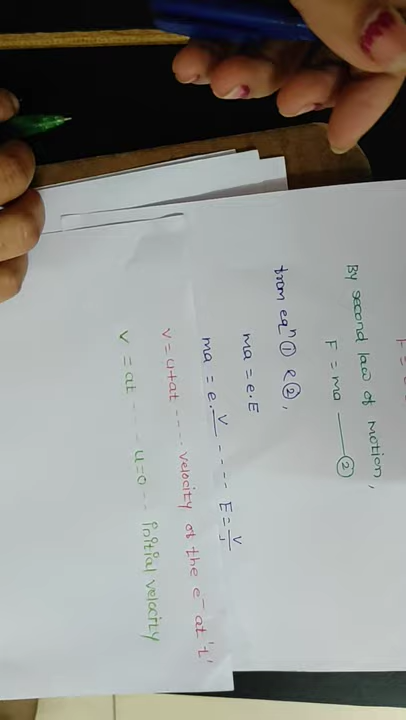 By second law of motion,
F = ma —— ②
from eqⁿ ① & ②,
ma = e.E
ma = e. V/ - - - - E = V/l
V = u+at - - - - velocity of the e⁻ at 't'
V = at - - - u=0 - - initial velocity